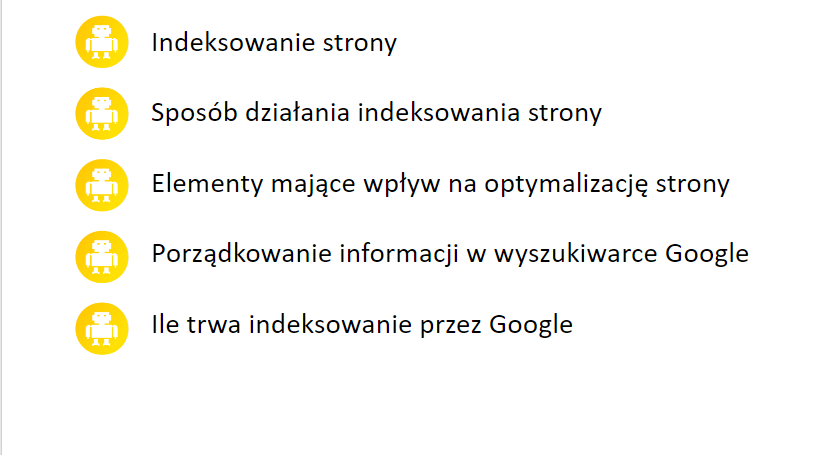 Indeksowanie strony
Sposób działania indeksowania strony
Elementy mające wpływ na optymalizację strony
Porządkowanie informacji w wyszukiwarce Google
Ile trwa indeksowanie przez Google